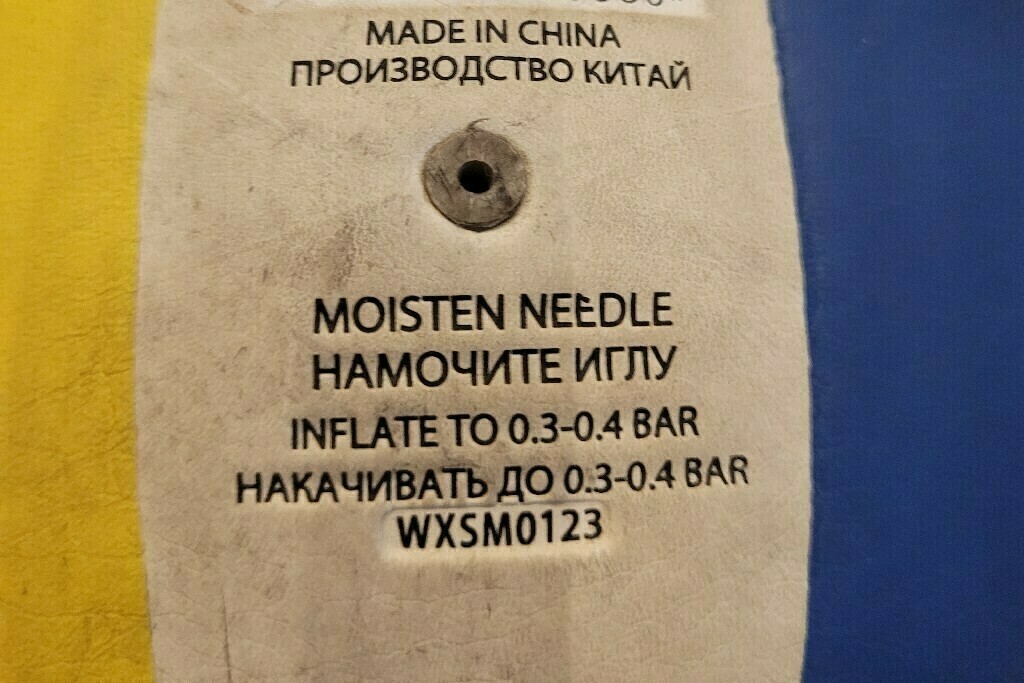 MADE IN CHINA
ПРОИЗВОДСТВО КИТАЙ
MOISTEN NEEDLE
НАМОЧИТЕ ИГЛУ
INFLATE TO 0.3-0.4 BAR
НАКАЧИВАТЬ ДО 0.3-0.4 BAR
WXSM0123